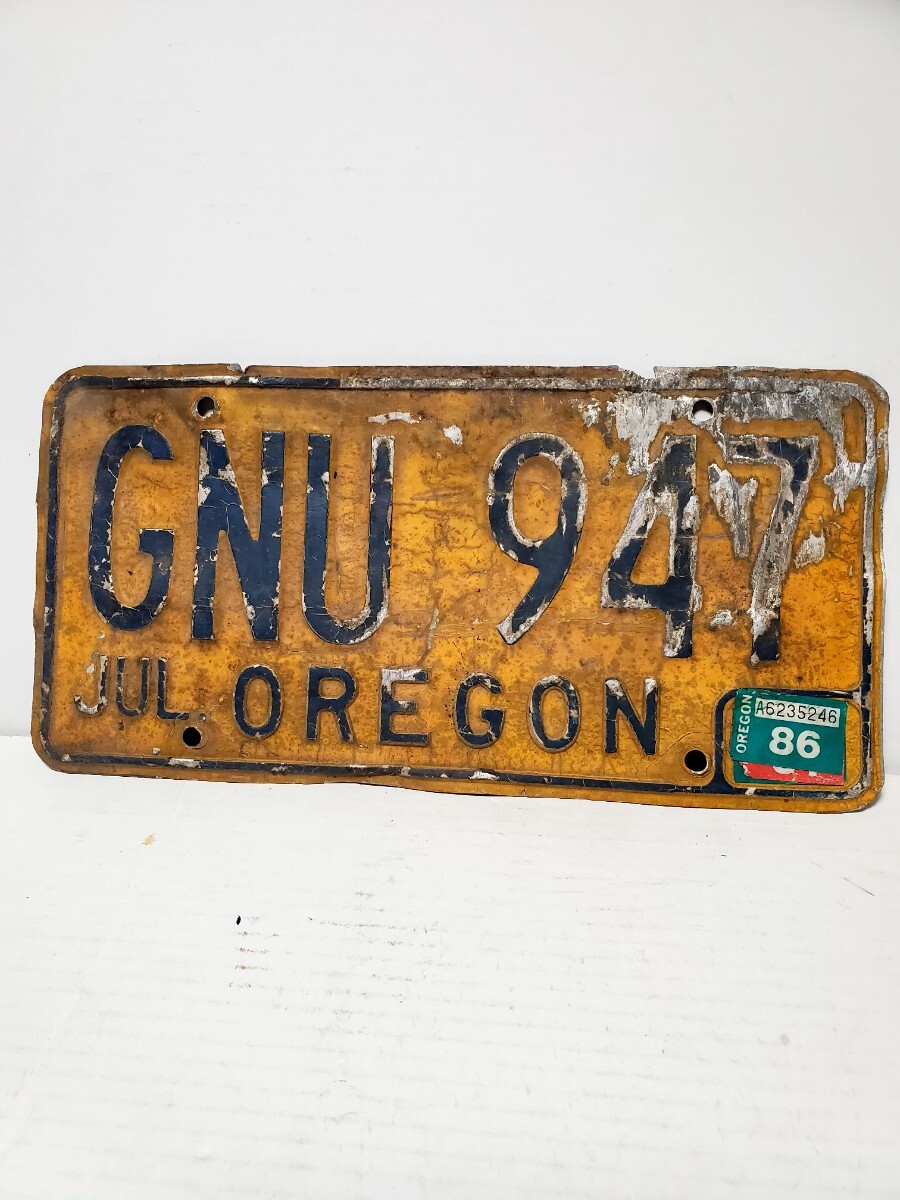 GNU 947
JUL OREGON
OREGON
A6235246
86